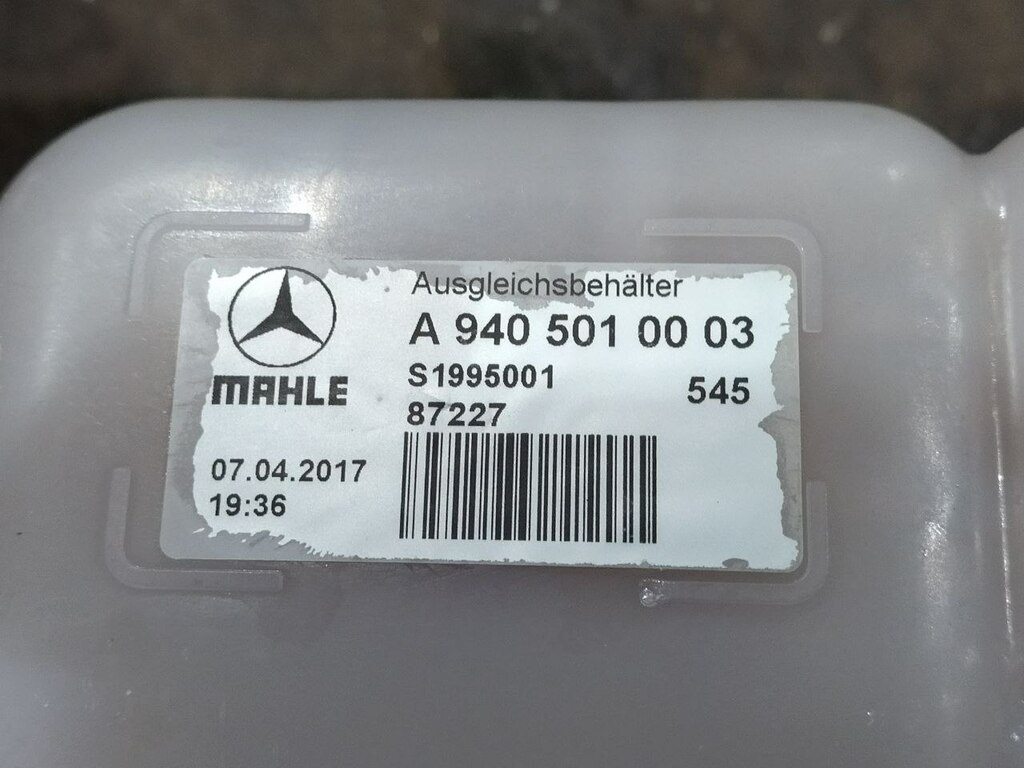 Ausgleichsbehälter
A 940 501 00 03
MAHLE
S1995001
545
87227
07.04.2017
19:36